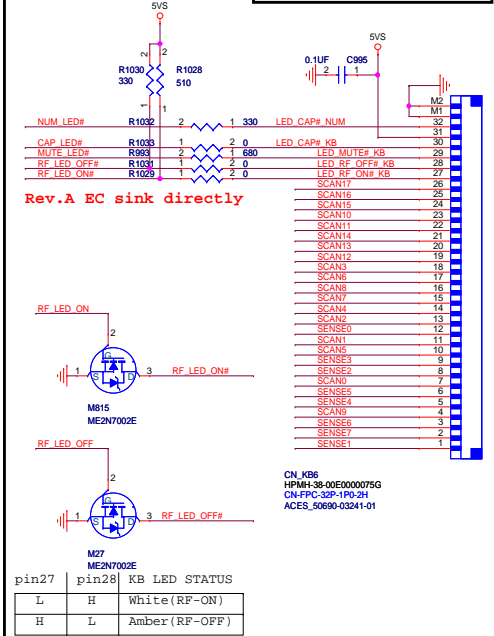 5VS
R1030
330
2
2
R1028
510
1
1
5VS
0.1UF
C995
2
1
NUM_LED#
R1032
2
1
330
LED_CAP#_NUM
CAP_LED#
R1033
1
2
0
LED_CAP#_KB
MUTE_LED#
R993
2
1
680
LED_MUTE#_KB
RF_LED_OFF#
R1031
1
2
0
LED_RF_OFF#_KB
RF_LED_ON#
R1029
1
2
0
LED_RF_ON#_KB
Rev.A EC sink directly
M2
M1
32
31
30
29
28
27
SCAN17 26
SCAN16 25
SCAN15 24
SCAN10 23
SCAN11 22
SCAN14 21
SCAN13 20
SCAN12 19
SCAN3 18
SCAN6 17
SCAN8 16
SCAN7 15
SCAN4 14
SCAN2 13
SENSE0 12
SCAN1 11
SCAN5 10
SENSE3 9
SENSE2 8
SCAN0 7
SENSE5 6
SENSE4 5
SCAN9 4
SENSE6 3
SENSE7 2
SENSE1 1
CN_KB6
HPMH-38-00E0000075G
CN-FPC-32P-1P0-2H
ACES_50690-03241-01
RF_LED_ON
2
G
1
S
D
3
RF_LED_ON#
M815
ME2N7002E
RF_LED_OFF
2
G
1
S
D
3
RF_LED_OFF#
M27
ME2N7002E
pin27 pin28 KB LED STATUS
L H White(RF-ON)
H L Amber(RF-OFF)